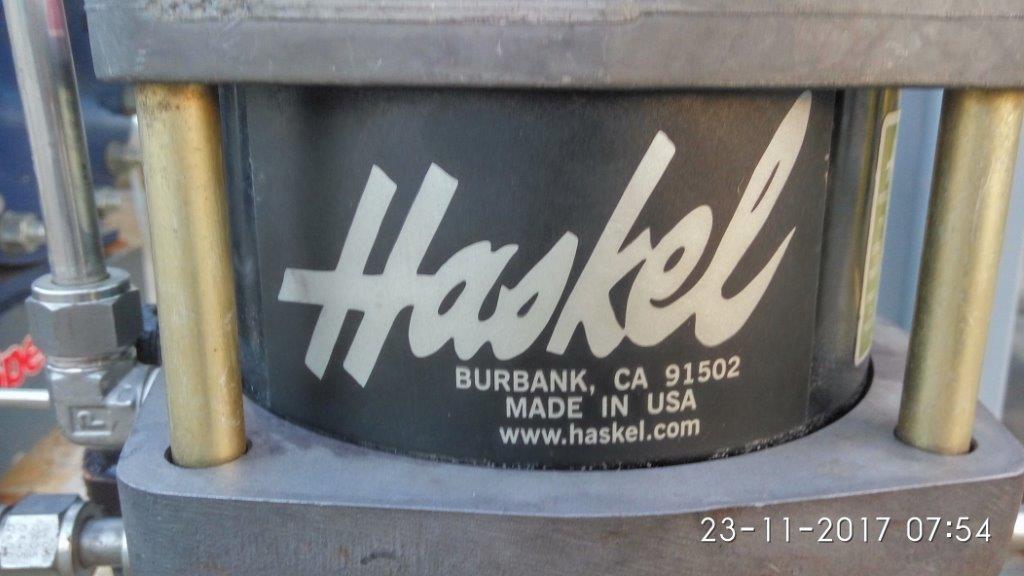 Haskel
BURBANK, CA 91502
MADE IN USA
www.haskel.com
23-11-2017 07:54